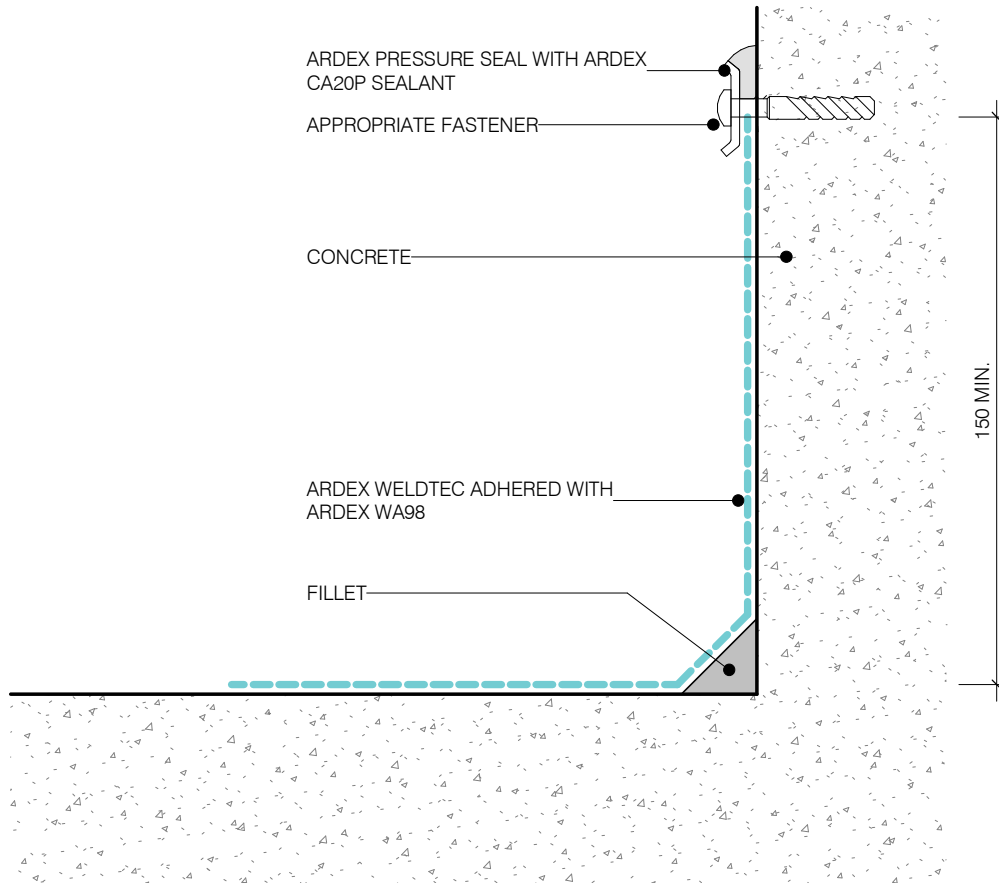 ARDEX PRESSURE SEAL WITH ARDEX
CA20P SEALANT
APPROPRIATE FASTENER
CONCRETE
150 MIN.
ARDEX WELDTEC ADHERED WITH
ARDEX WA98
FILLET